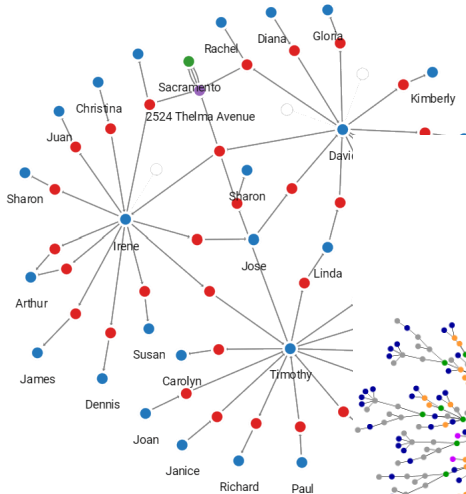 Rachel
Diana
Gloria
Sacramento
Kimberly
Christina
2524 Thelma Avenue
Juan
Davi
Sharon
Sharon
Irene
Jose
Linda
Arthur
Susan
Timothy
James
Carolyn
Dennis
Joan
Janice
Richard
Paul